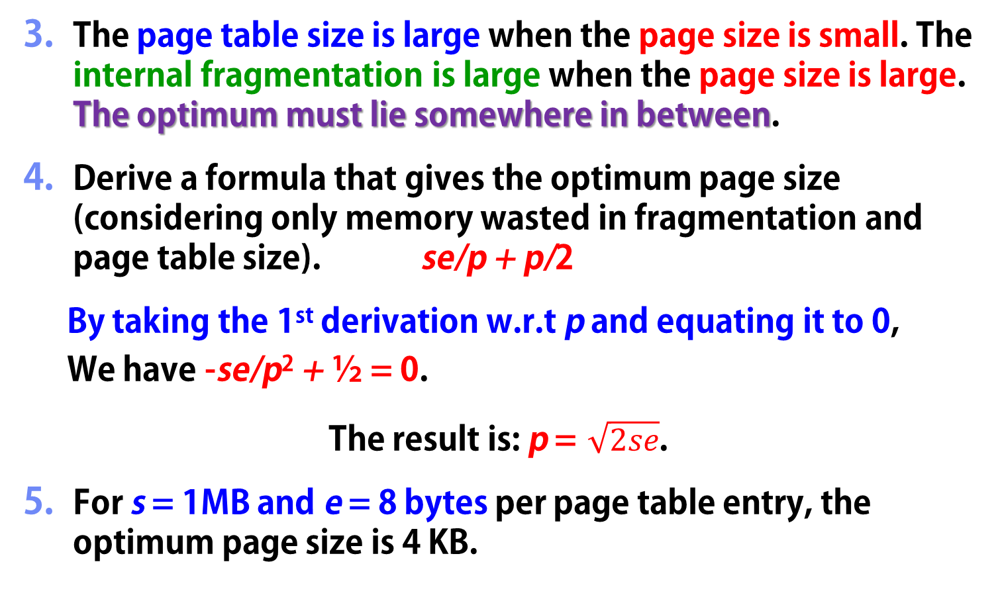 3. The page table size is large when the page size is small. The
internal fragmentation is large when the page size is large.
The optimum must lie somewhere in between.
4. Derive a formula that gives the optimum page size
(considering only memory wasted in fragmentation and
page table size). se/p + p/2
By taking the 1st derivation w.r.t p and equating it to 0,
We have -se/p² + ½ = 0.
The result is: p = √2se.
5. For s = 1MB and e = 8 bytes per page table entry, the
optimum page size is 4 KB.